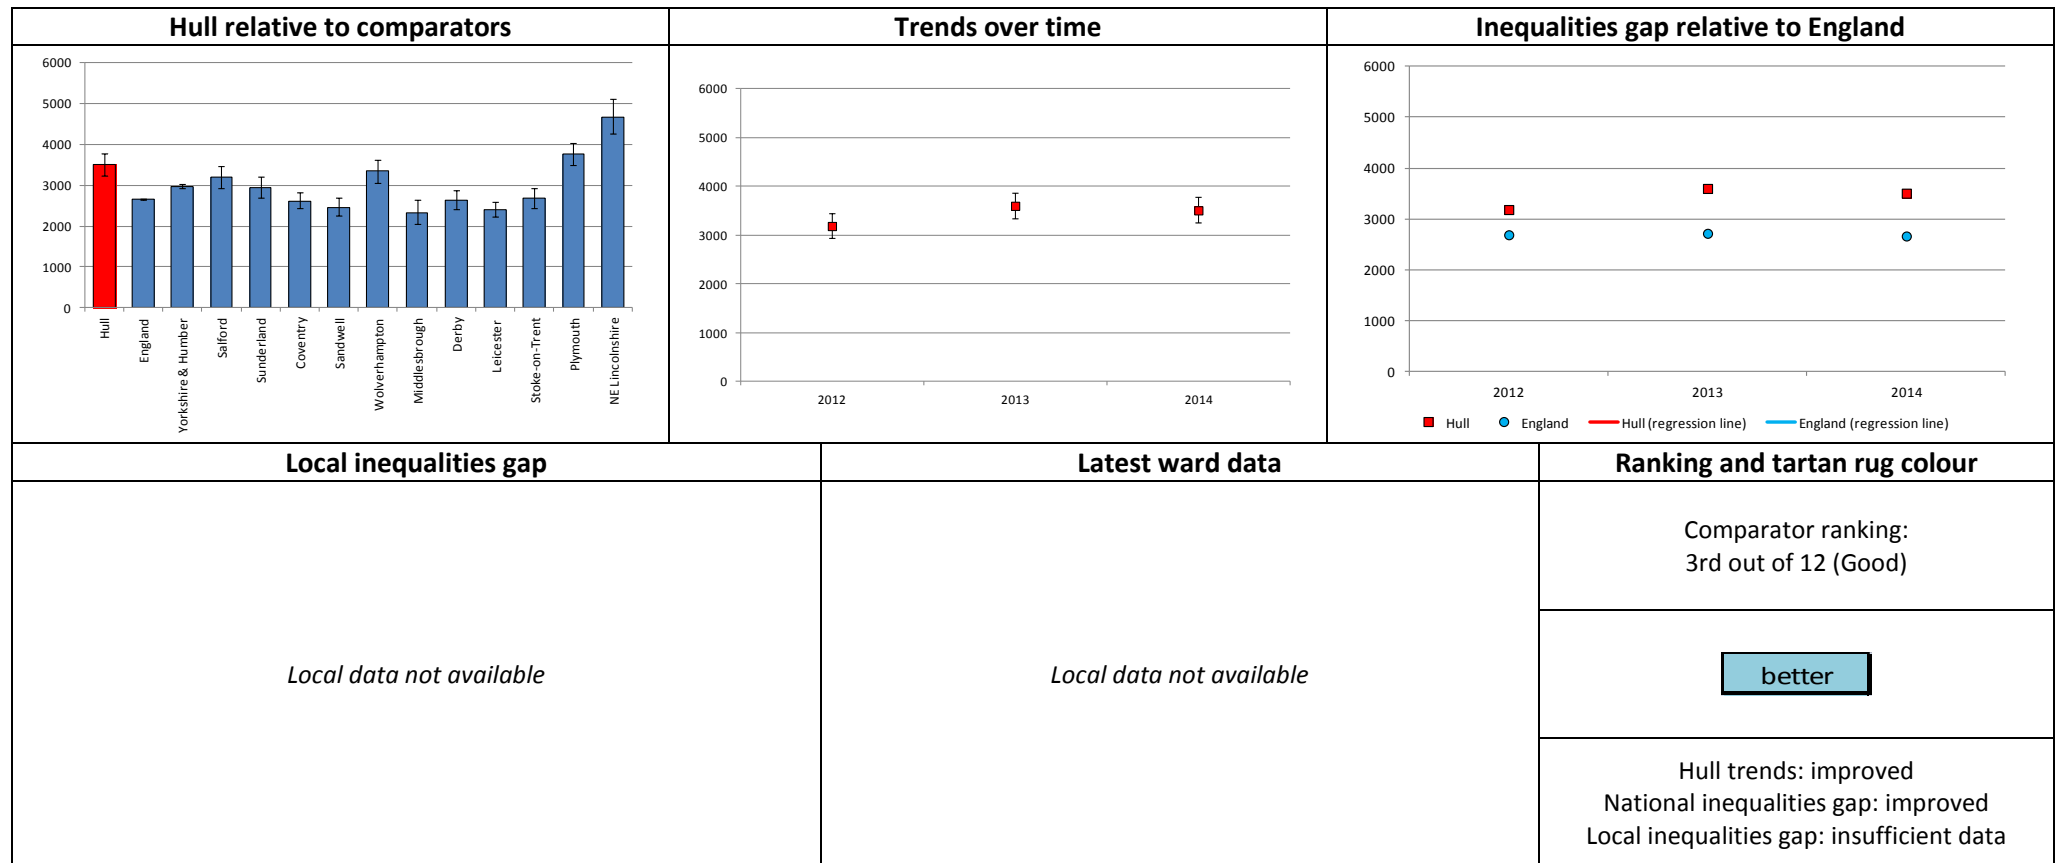 Hull relative to comparators
Trends over time
Inequalities gap relative to England
6000
5000
4000
3000
2000
1000
0
Hull
England
Yorkshire & Humber
Salford
Sunderland
Coventry
Sandwell
Wolverhampton
Middlesbrough
Derby
Leicester
Stoke-on-Trent
Plymouth
NE Lincolnshire
6000
5000
4000
3000
2000
1000
0
2012
2013
2014
6000
5000
4000
3000
2000
1000
0
2012
2013
2014
Hull
England
Hull (regression line)
England (regression line)
Local inequalities gap
Latest ward data
Ranking and tartan rug colour
Local data not available
Local data not available
Comparator ranking:
3rd out of 12 (Good)
better
Hull trends: improved
National inequalities gap: improved
Local inequalities gap: insufficient data